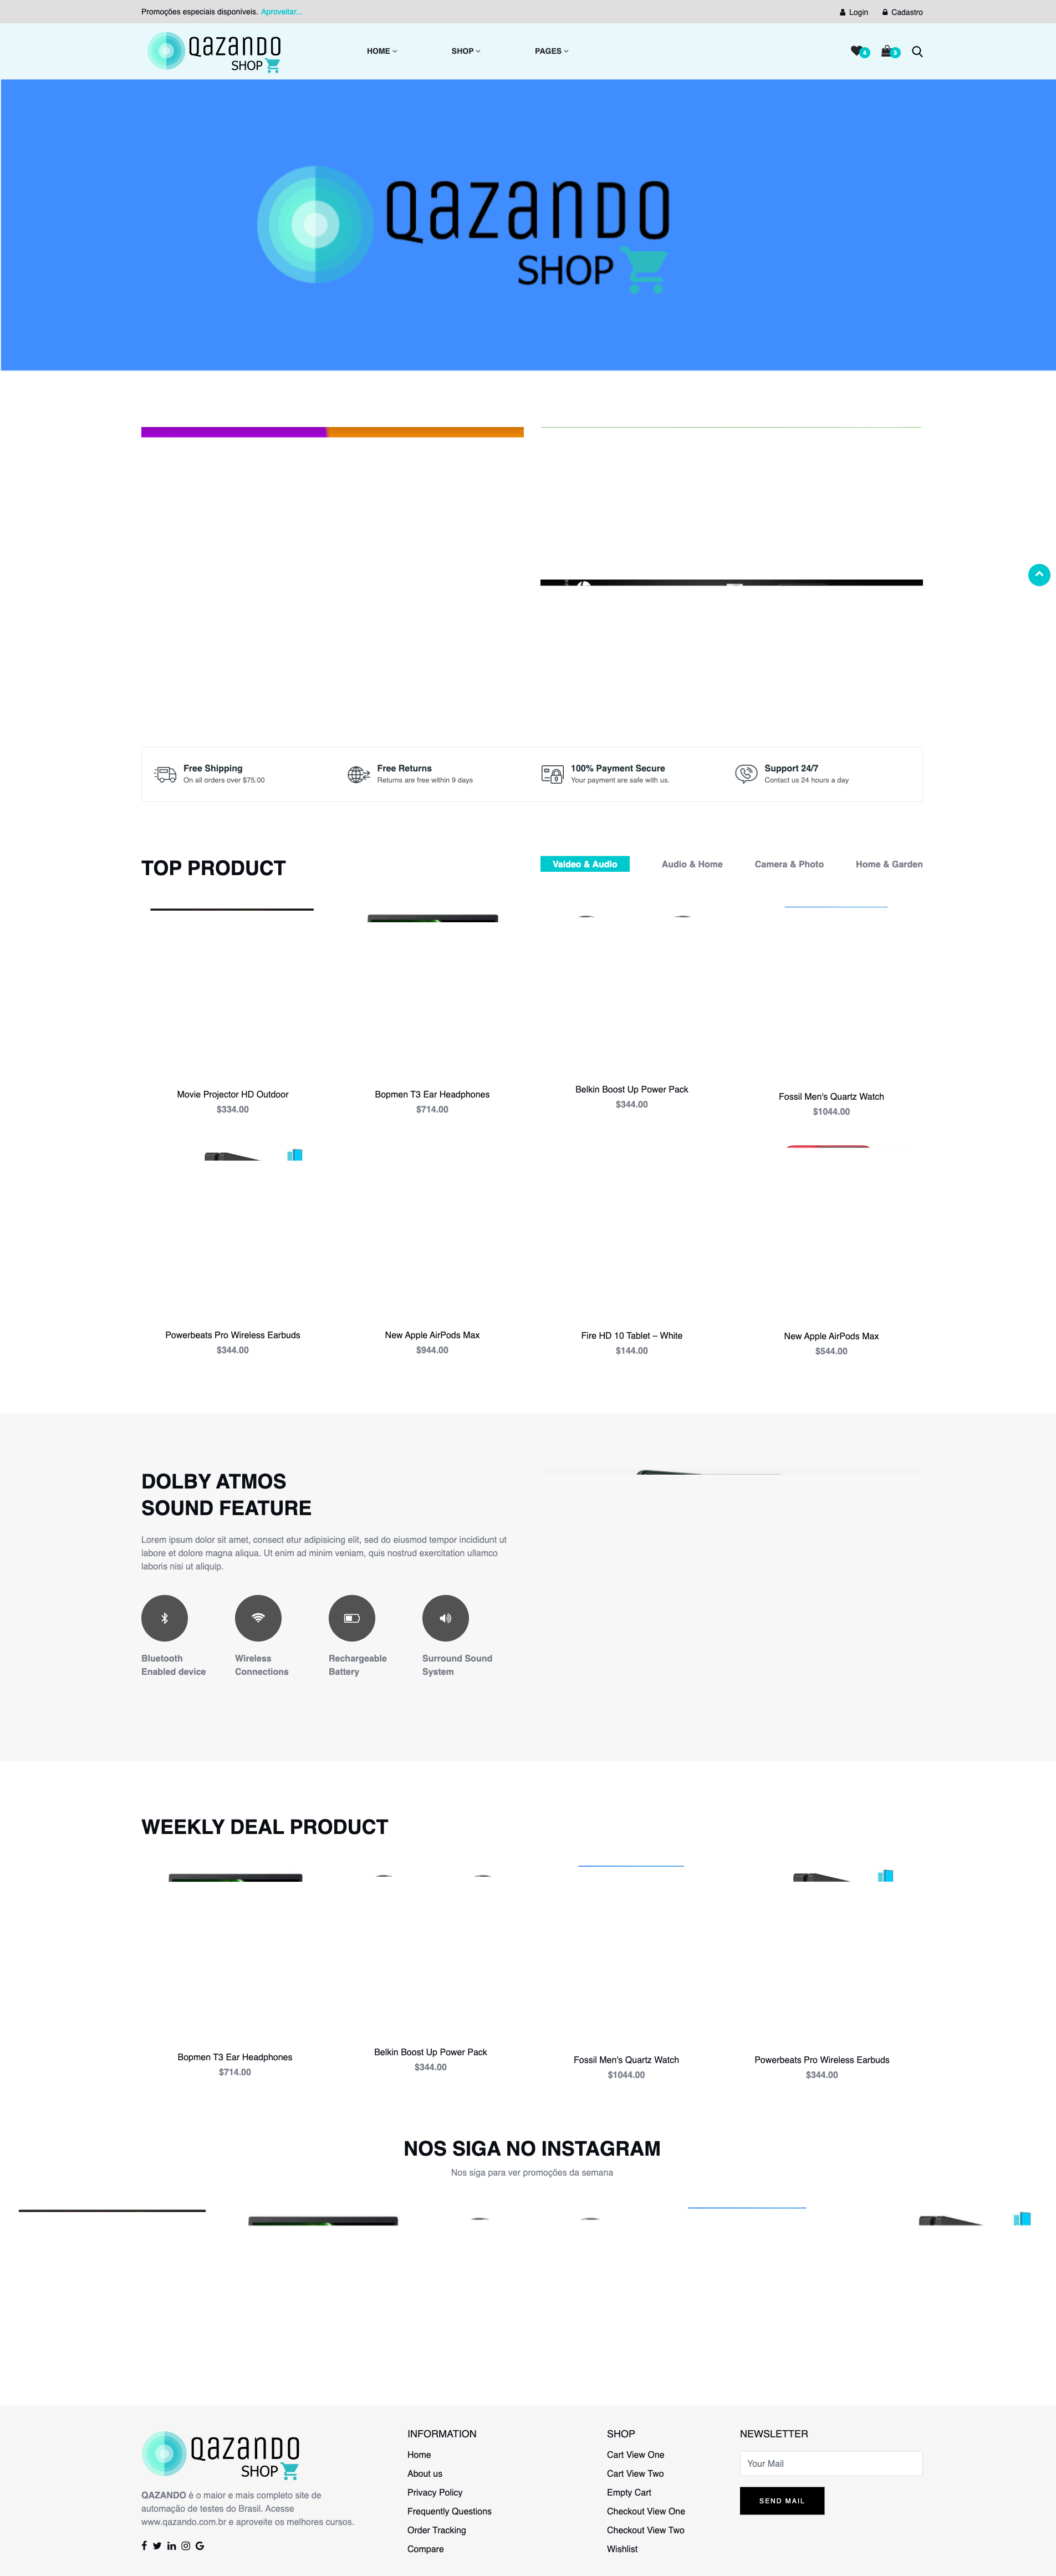 Promoções especiais disponíveis. Aproveitar...
Login
Cadastro
QAZANDO
SHOP
HOME
SHOP
PAGES
4
3
QAZANDO
SHOP
Free Shipping
On all orders over $75.00
Free Returns
Returns are free within 9 days
100% Payment Secure
Your payment are safe with us.
Support 24/7
Contact us 24 hours a day
TOP PRODUCT
Vaideo & Audio
Audio & Home
Camera & Photo
Home & Garden
Movie Projector HD Outdoor
$334.00
Bopmen T3 Ear Headphones
$714.00
Belkin Boost Up Power Pack
$344.00
Fossil Men's Quartz Watch
$1044.00
Powerbeats Pro Wireless Earbuds
$344.00
New Apple AirPods Max
$944.00
Fire HD 10 Tablet – White
$144.00
New Apple AirPods Max
$544.00
DOLBY ATMOS
SOUND FEATURE
Lorem ipsum dolor sit amet, consect etur adipisicing elit, sed do eiusmod tempor incididunt ut
labore et dolore magna aliqua. Ut enim ad minim veniam, quis nostrud exercitation ullamco
laboris nisi ut aliquip.
Bluetooth
Enabled device
Wireless
Connections
Rechargeable
Battery
Surround Sound
System
WEEKLY DEAL PRODUCT
Bopmen T3 Ear Headphones
$714.00
Belkin Boost Up Power Pack
$344.00
Fossil Men's Quartz Watch
$1044.00
Powerbeats Pro Wireless Earbuds
$344.00
NOS SIGA NO INSTAGRAM
Nos siga para ver promoções da semana
QAZANDO
SHOP
QAZANDO é o maior e mais completo site de
automação de testes do Brasil. Acesse
www.qazando.com.br e aproveite os melhores cursos.
INFORMATION
Home
About us
Privacy Policy
Frequently Questions
Order Tracking
Compare
SHOP
Cart View One
Cart View Two
Empty Cart
Checkout View One
Checkout View Two
Wishlist
NEWSLETTER
Your Mail
SEND MAIL